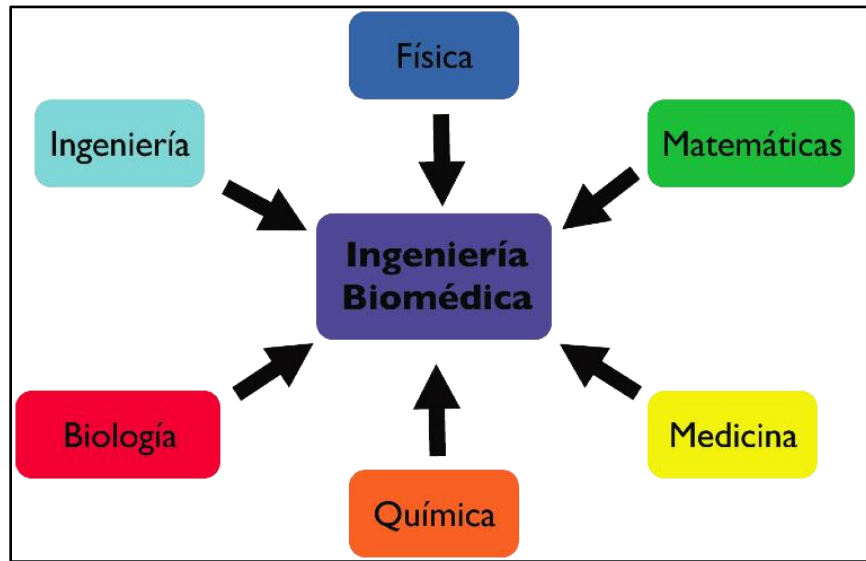 Física
Ingeniería
Matemáticas
Ingeniería
Biomédica
Biología
Medicina
Química